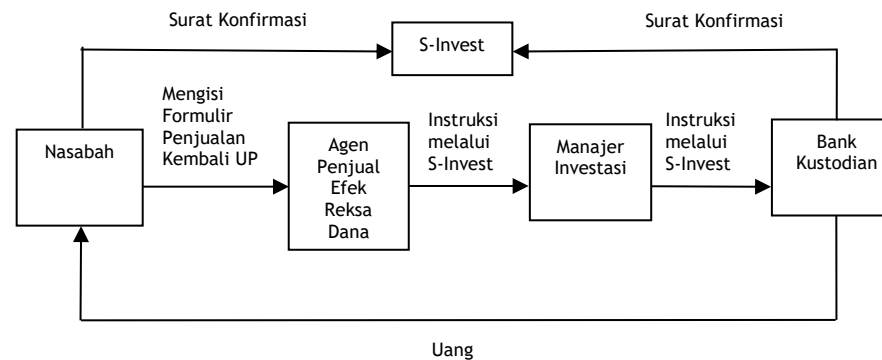 Surat Konfirmasi
Surat Konfirmasi
S-Invest
Mengisi
Formulir
Penjualan
Kembali UP
Instruksi
melalui
S-Invest
Instruksi
melalui
S-Invest
Nasabah
Agen
Penjual
Efek
Reksa
Dana
Manajer
Investasi
Bank
Kustodian
Uang